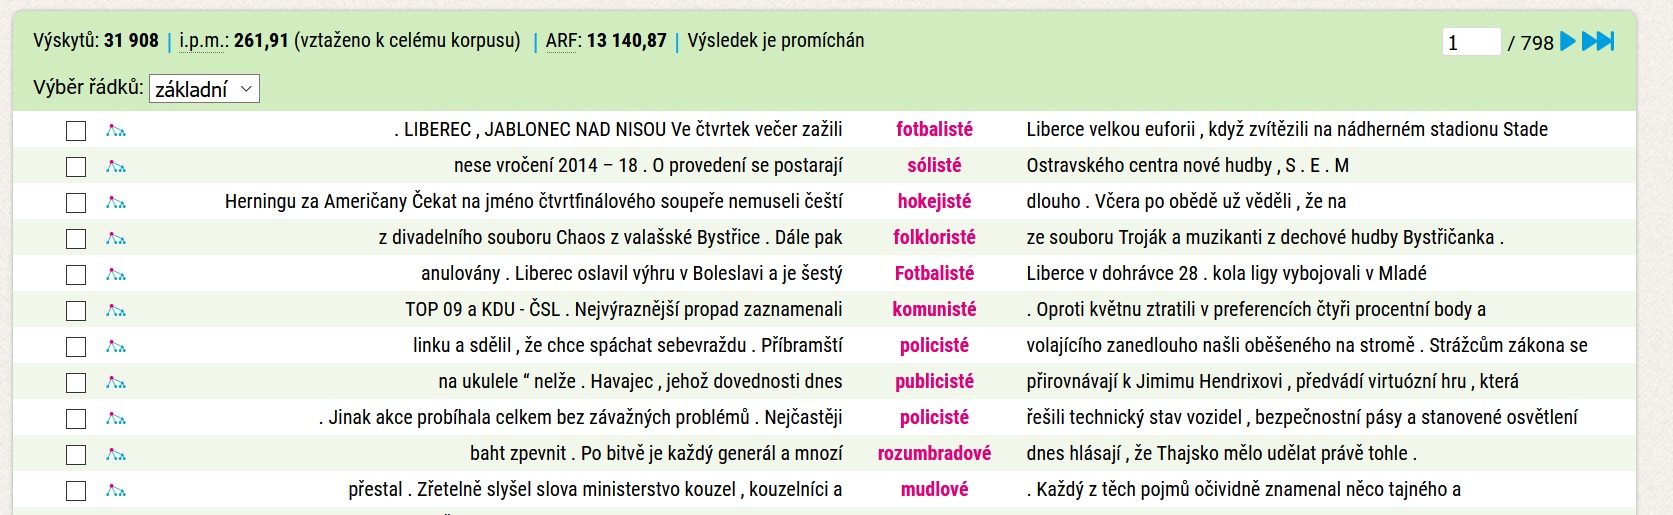 Výskytů: 31 908 | i.p.m.: 261,91 (vztaženo k celému korpusu) | ARF: 13 140,87 | Výsledek je promíchán 1 / 798
Výběr řádků: základní
. LIBEREC , JABLONEC NAD NISOU Ve čtvrtek večer zažili fotbalisté Liberce velkou euforii , když zvítězili na nádherném stadionu Stade
nese vročení 2014 – 18 . O provedení se postarají sólisté Ostravského centra nové hudby , S . E . M
Herningu za Američany Čekat na jméno čtvrtfinálového soupeře nemuseli čeští hokejisté dlouho . Včera po obědě už věděli , že na
z divadelního souboru Chaos z valašské Bystřice . Dále pak folkloristé ze souboru Troják a muzikanti z dechové hudby Bystřičanka .
anulovány . Liberec oslavil výhru v Boleslavi a je šestý Fotbalisté Liberce v dohrávce 28 . kola ligy vybojovali v Mladé
TOP 09 a KDU - ČSL . Nejvýraznější propad zaznamenali komunisté . Oproti květnu ztratili v preferencích čtyři procentní body a
linku a sdělil , že chce spáchat sebevraždu . Příbramští policisté volajícího zanedlouho našli oběšeného na stromě . Strážcům zákona se
na ukulele “ nelže . Havajec , jehož dovednosti dnes publicisté přirovnávají k Jimimu Hendrixovi , předvádí virtuózní hru , která
. Jinak akce probíhala celkem bez závažných problémů . Nejčastěji policisté řešili technický stav vozidel , bezpečnostní pásy a stanovené osvětlení
baht zpevnit . Po bitvě je každý generál a mnozí rozumbradové dnes hlásají , že Thajsko mělo udělat právě tohle .
přestal . Zřetelně slyšel slova ministerstvo kouzel , kouzelníci a mudlové . Každý z těch pojmů očividně znamenal něco tajného a